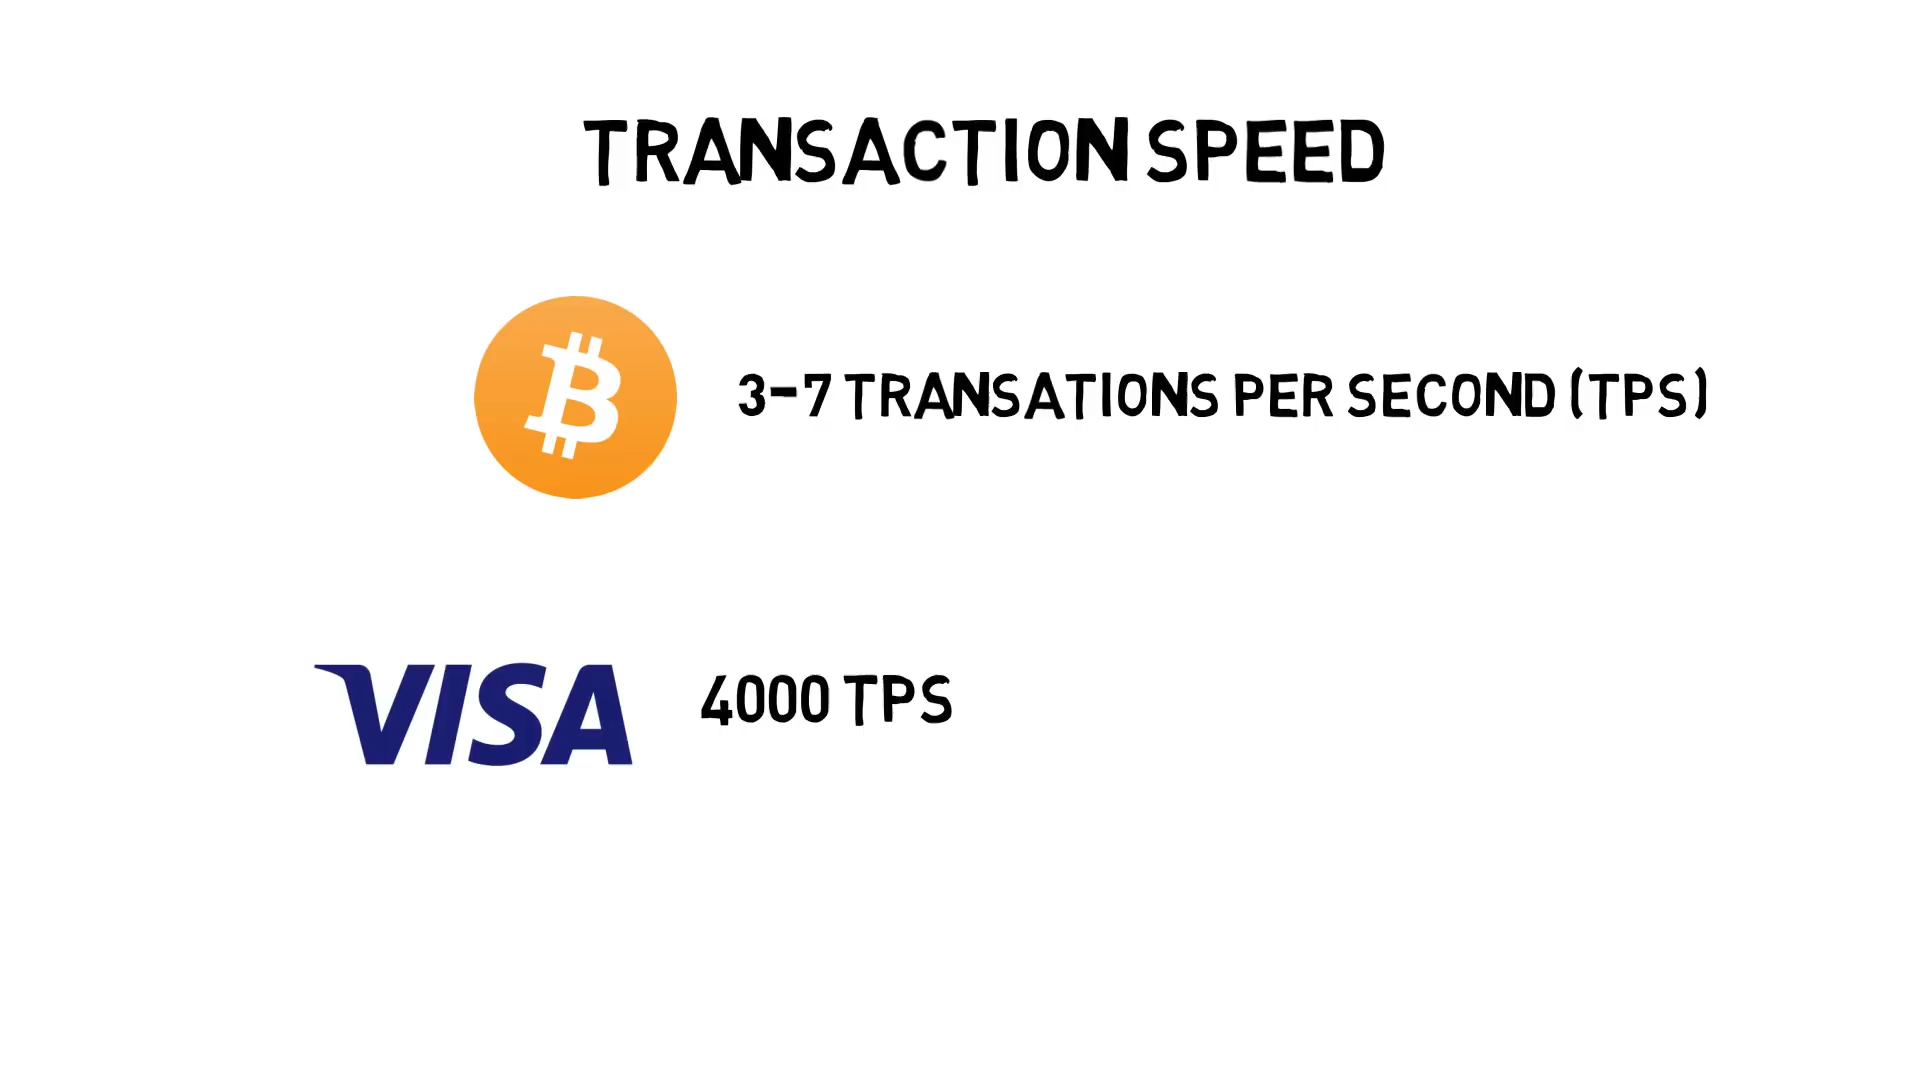 TRANSACTION SPEED
3-7 TRANSATIONS PER SECOND (TPS)
VISA 4000 TPS